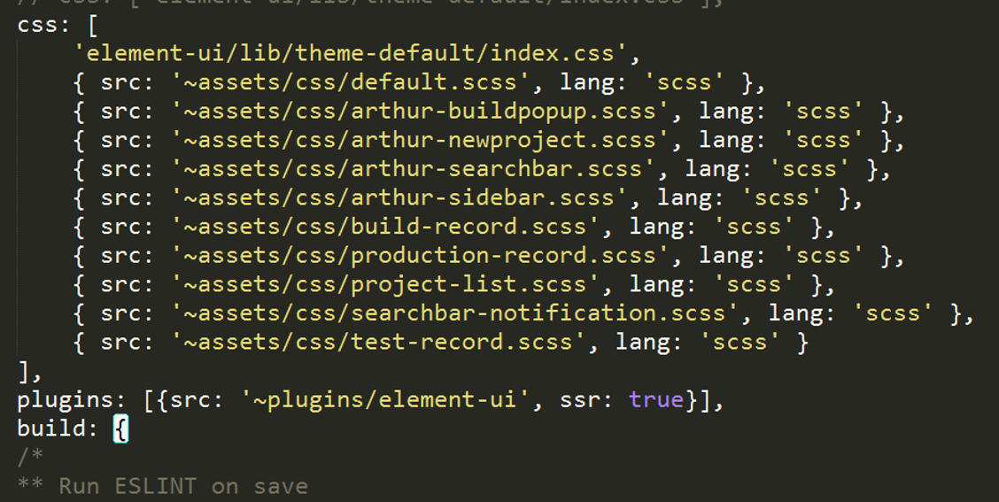 // css: [ 'element-ui/lib/theme-default/index.css' ],
css: [
    'element-ui/lib/theme-default/index.css',
    { src: '~assets/css/default.scss', lang: 'scss' },
    { src: '~assets/css/arthur-buildpopup.scss', lang: 'scss' },
    { src: '~assets/css/arthur-newproject.scss', lang: 'scss' },
    { src: '~assets/css/arthur-searchbar.scss', lang: 'scss' },
    { src: '~assets/css/arthur-sidebar.scss', lang: 'scss' },
    { src: '~assets/css/build-record.scss', lang: 'scss' },
    { src: '~assets/css/production-record.scss', lang: 'scss' },
    { src: '~assets/css/project-list.scss', lang: 'scss' },
    { src: '~assets/css/searchbar-notification.scss', lang: 'scss' },
    { src: '~assets/css/test-record.scss', lang: 'scss' }
],
plugins: [{src: '~plugins/element-ui', ssr: true}],
build: {
/*
** Run ESLINT on save